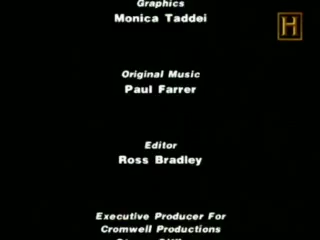 Graphics
Monica Taddei
Original Music
Paul Farrer
Editor
Ross Bradley
Executive Producer For
Cromwell Productions
H